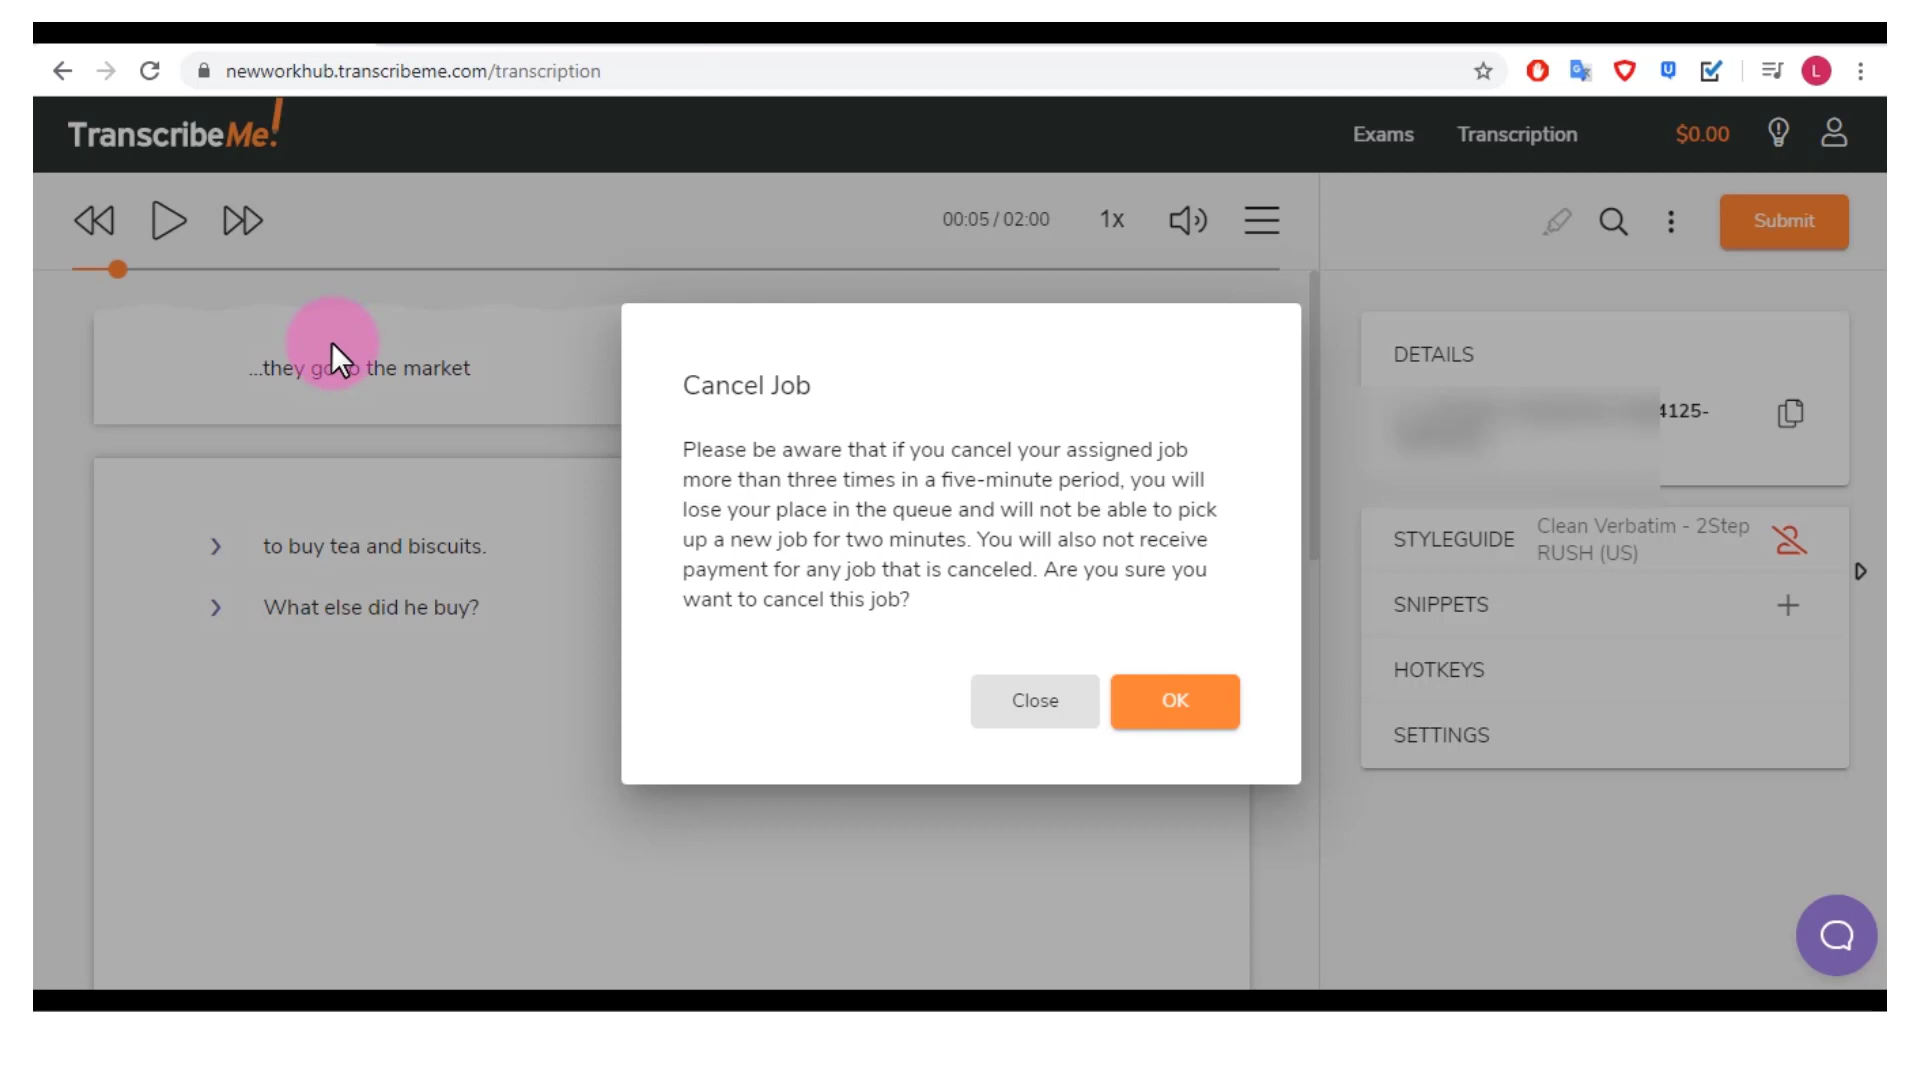 newworkhub.transcribeme.com/transcription
L
TranscribeMe!
Exams Transcription $0.00
00:05 / 02:00 1x
Submit
...they go the market
to buy tea and biscuits.
What else did he buy?
Cancel Job
Please be aware that if you cancel your assigned job
more than three times in a five-minute period, you will
lose your place in the queue and will not be able to pick
up a new job for two minutes. You will also not receive
payment for any job that is canceled. Are you sure you
want to cancel this job?
Close OK
DETAILS
4125-
STYLEGUIDE Clean Verbatim - 2Step
RUSH (US)
SNIPPETS
HOTKEYS
SETTINGS